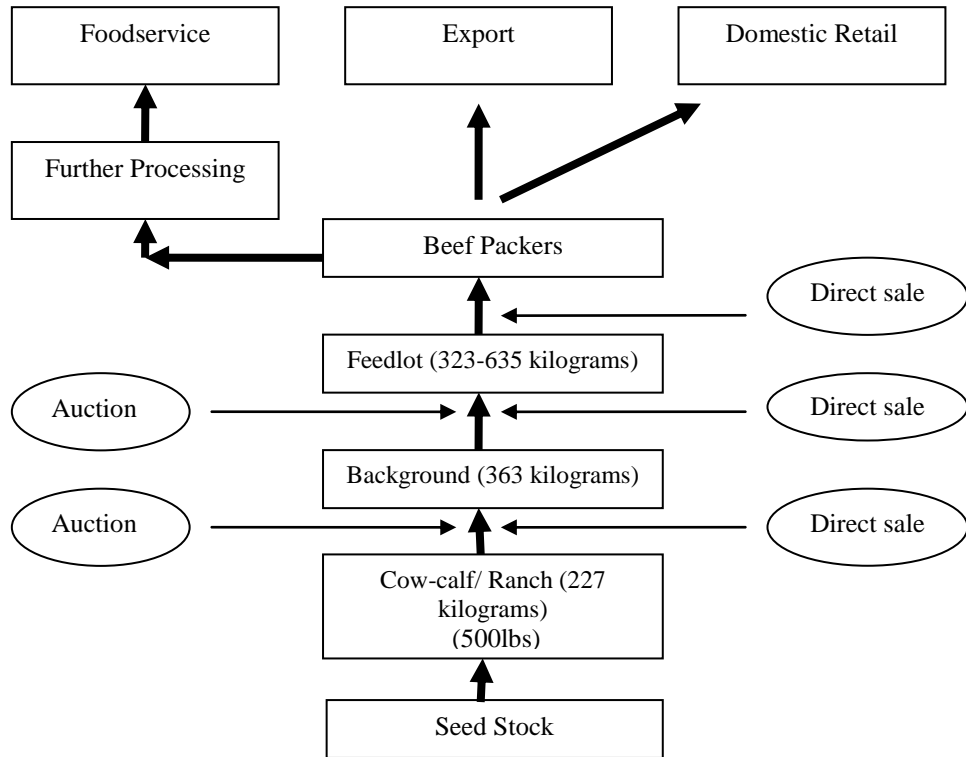 Foodservice
Export
Domestic Retail
Further Processing
Beef Packers
Direct sale
Feedlot (323-635 kilograms)
Auction
Direct sale
Background (363 kilograms)
Auction
Direct sale
Cow-calf/ Ranch (227
kilograms)
(500lbs)
Seed Stock